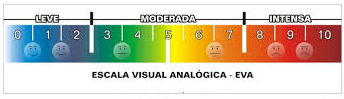 LEVE MODERADA INTENSA
0 1 2 3 4 5 6 7 8 9 10
ESCALA VISUAL ANALÓGICA - EVA